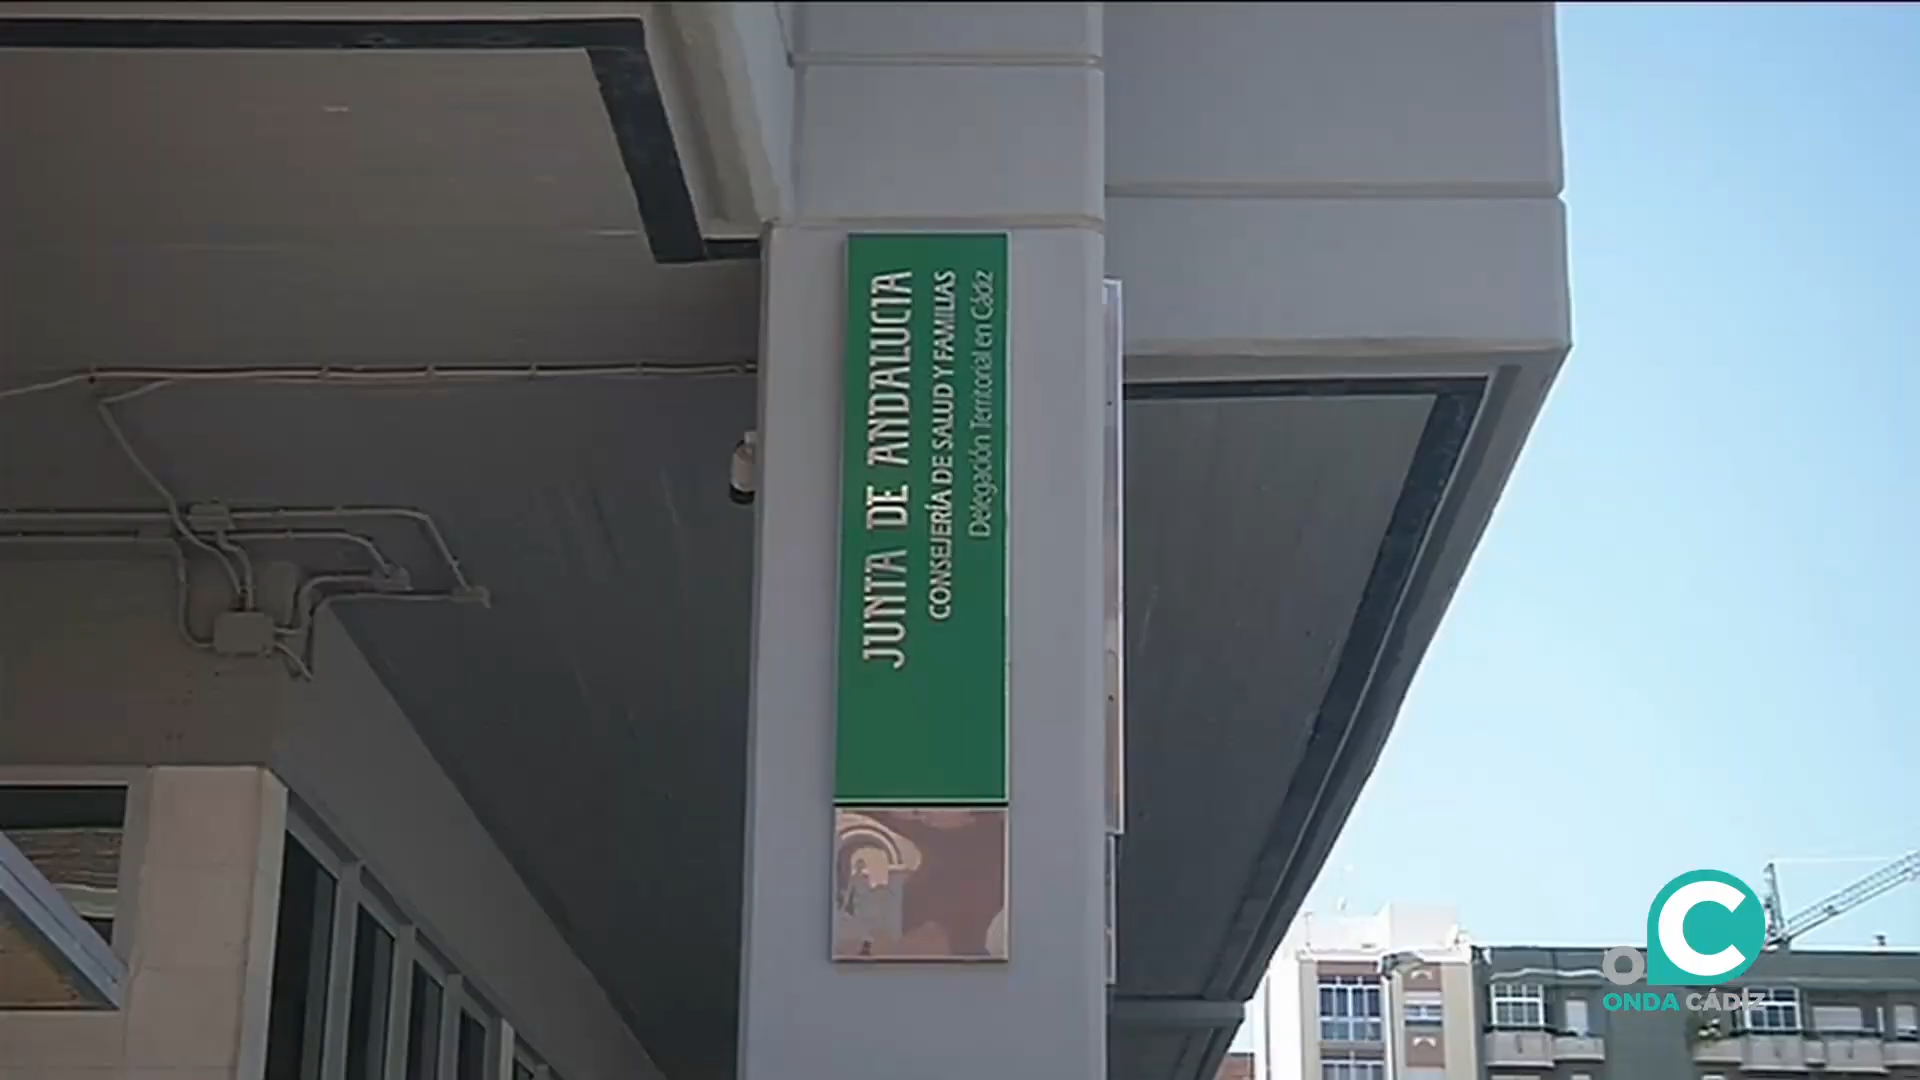 JUNTA DE ANDALUCIA
CONSEJERÍA DE SALUD Y FAMILIAS
Delegación Territorial en Cádiz
ONDA CÁDIZ